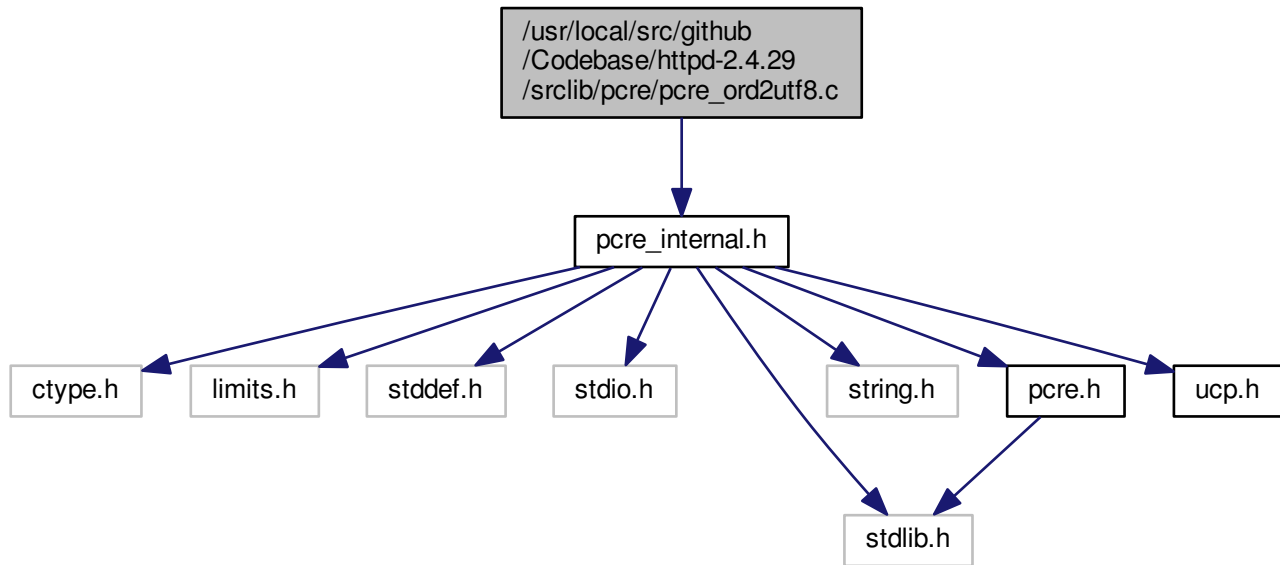 /usr/local/src/github
/Codebase/httpd-2.4.29
/srclib/pcre/pcre_ord2utf8.c
pcre_internal.h
ctype.h
limits.h
stddef.h
stdio.h
string.h
pcre.h
ucp.h
stdlib.h